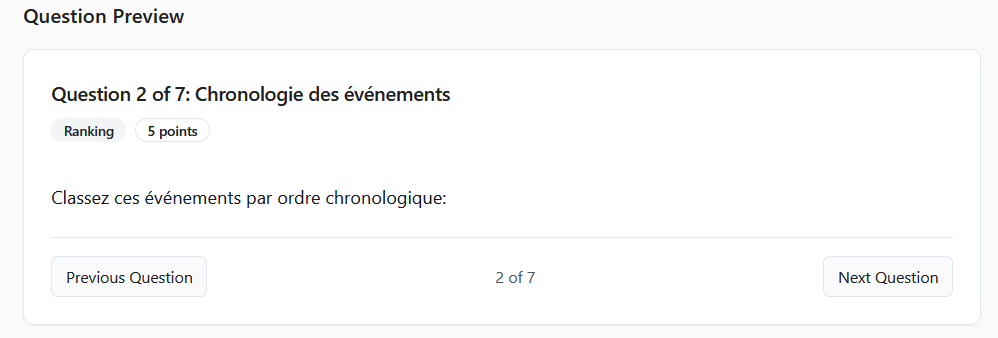 Question Preview
Question 2 of 7: Chronologie des événements
Ranking 5 points
Classez ces événements par ordre chronologique:
Previous Question 2 of 7 Next Question